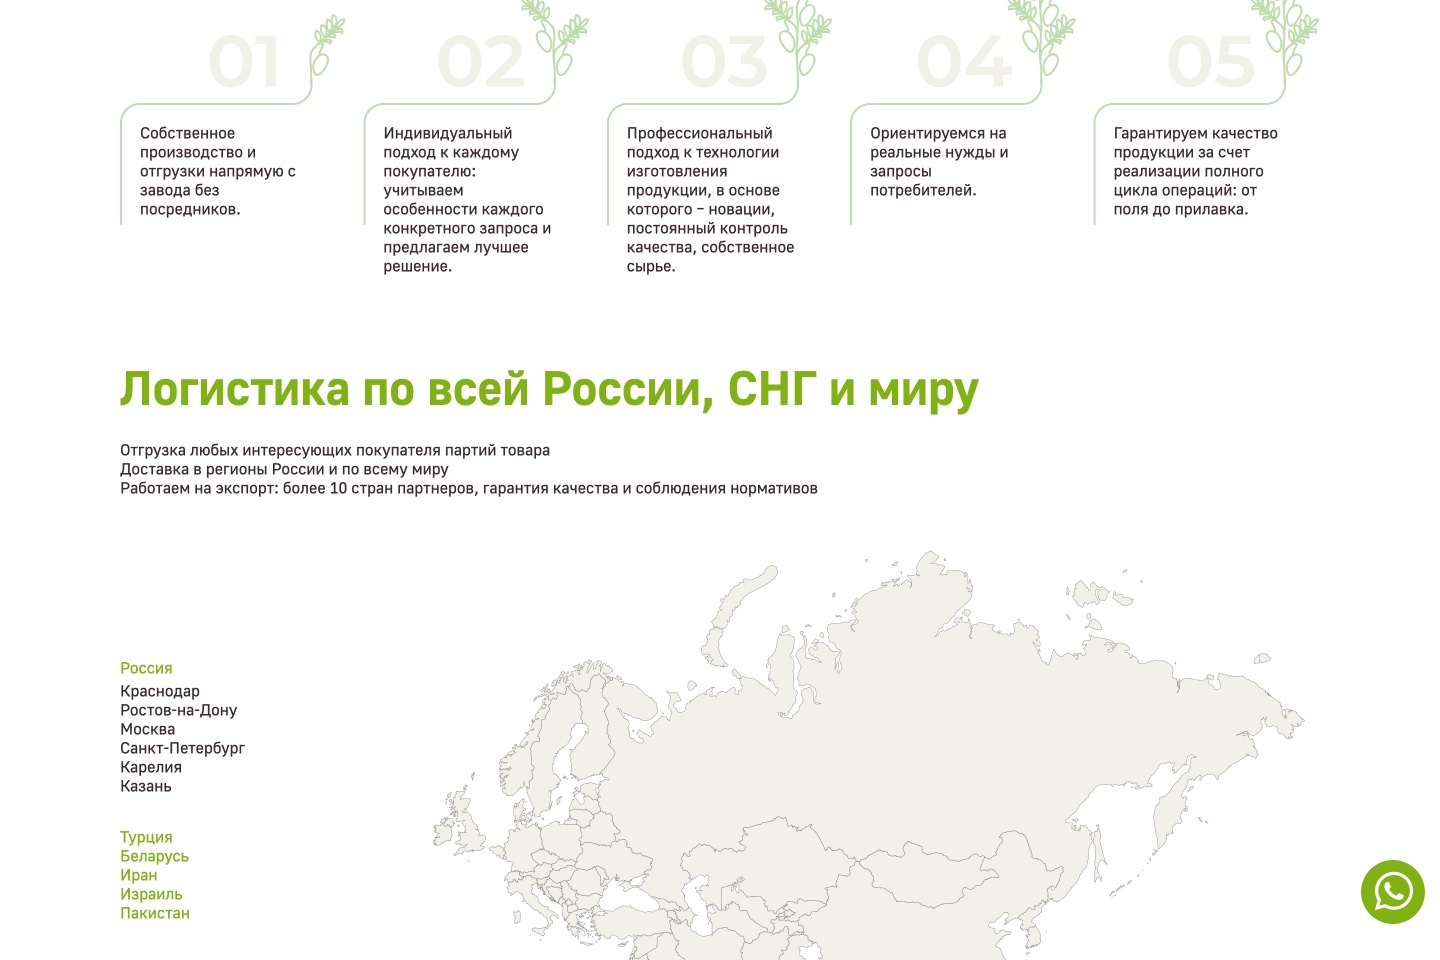 01
Собственное
производство и
отгрузки напрямую с
завода без
посредников.
02
Индивидуальный
подход к каждому
покупателю:
учитываем
особенности каждого
конкретного запроса и
предлагаем лучшее
решение.
03
Профессиональный
подход к технологии
изготовления
продукции, в основе
которого – новации,
постоянный контроль
качества, собственное
сырье.
04
Ориентируемся на
реальные нужды и
запросы
потребителей.
05
Гарантируем качество
продукции за счет
реализации полного
цикла операций: от
поля до прилавка.
Логистика по всей России, СНГ и миру
Отгрузка любых интересующих покупателя партий товара
Доставка в регионы России и по всему миру
Работаем на экспорт: более 10 стран партнеров, гарантия качества и соблюдения нормативов
Россия
Краснодар
Ростов-на-Дону
Москва
Санкт-Петербург
Карелия
Казань
Турция
Беларусь
Иран
Израиль
Пакистан